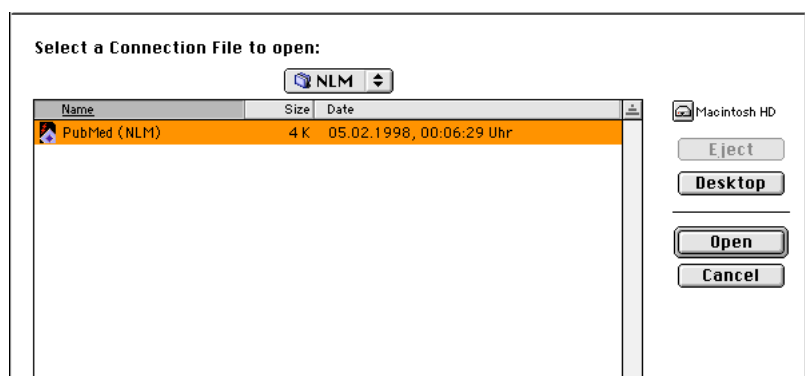 Select a Connection File to open:
NLM
Name Size Date
Macintosh HD
PubMed (NLM) 4K 05.02.1998, 00:06:29 Uhr
Eject
Desktop
Open
Cancel